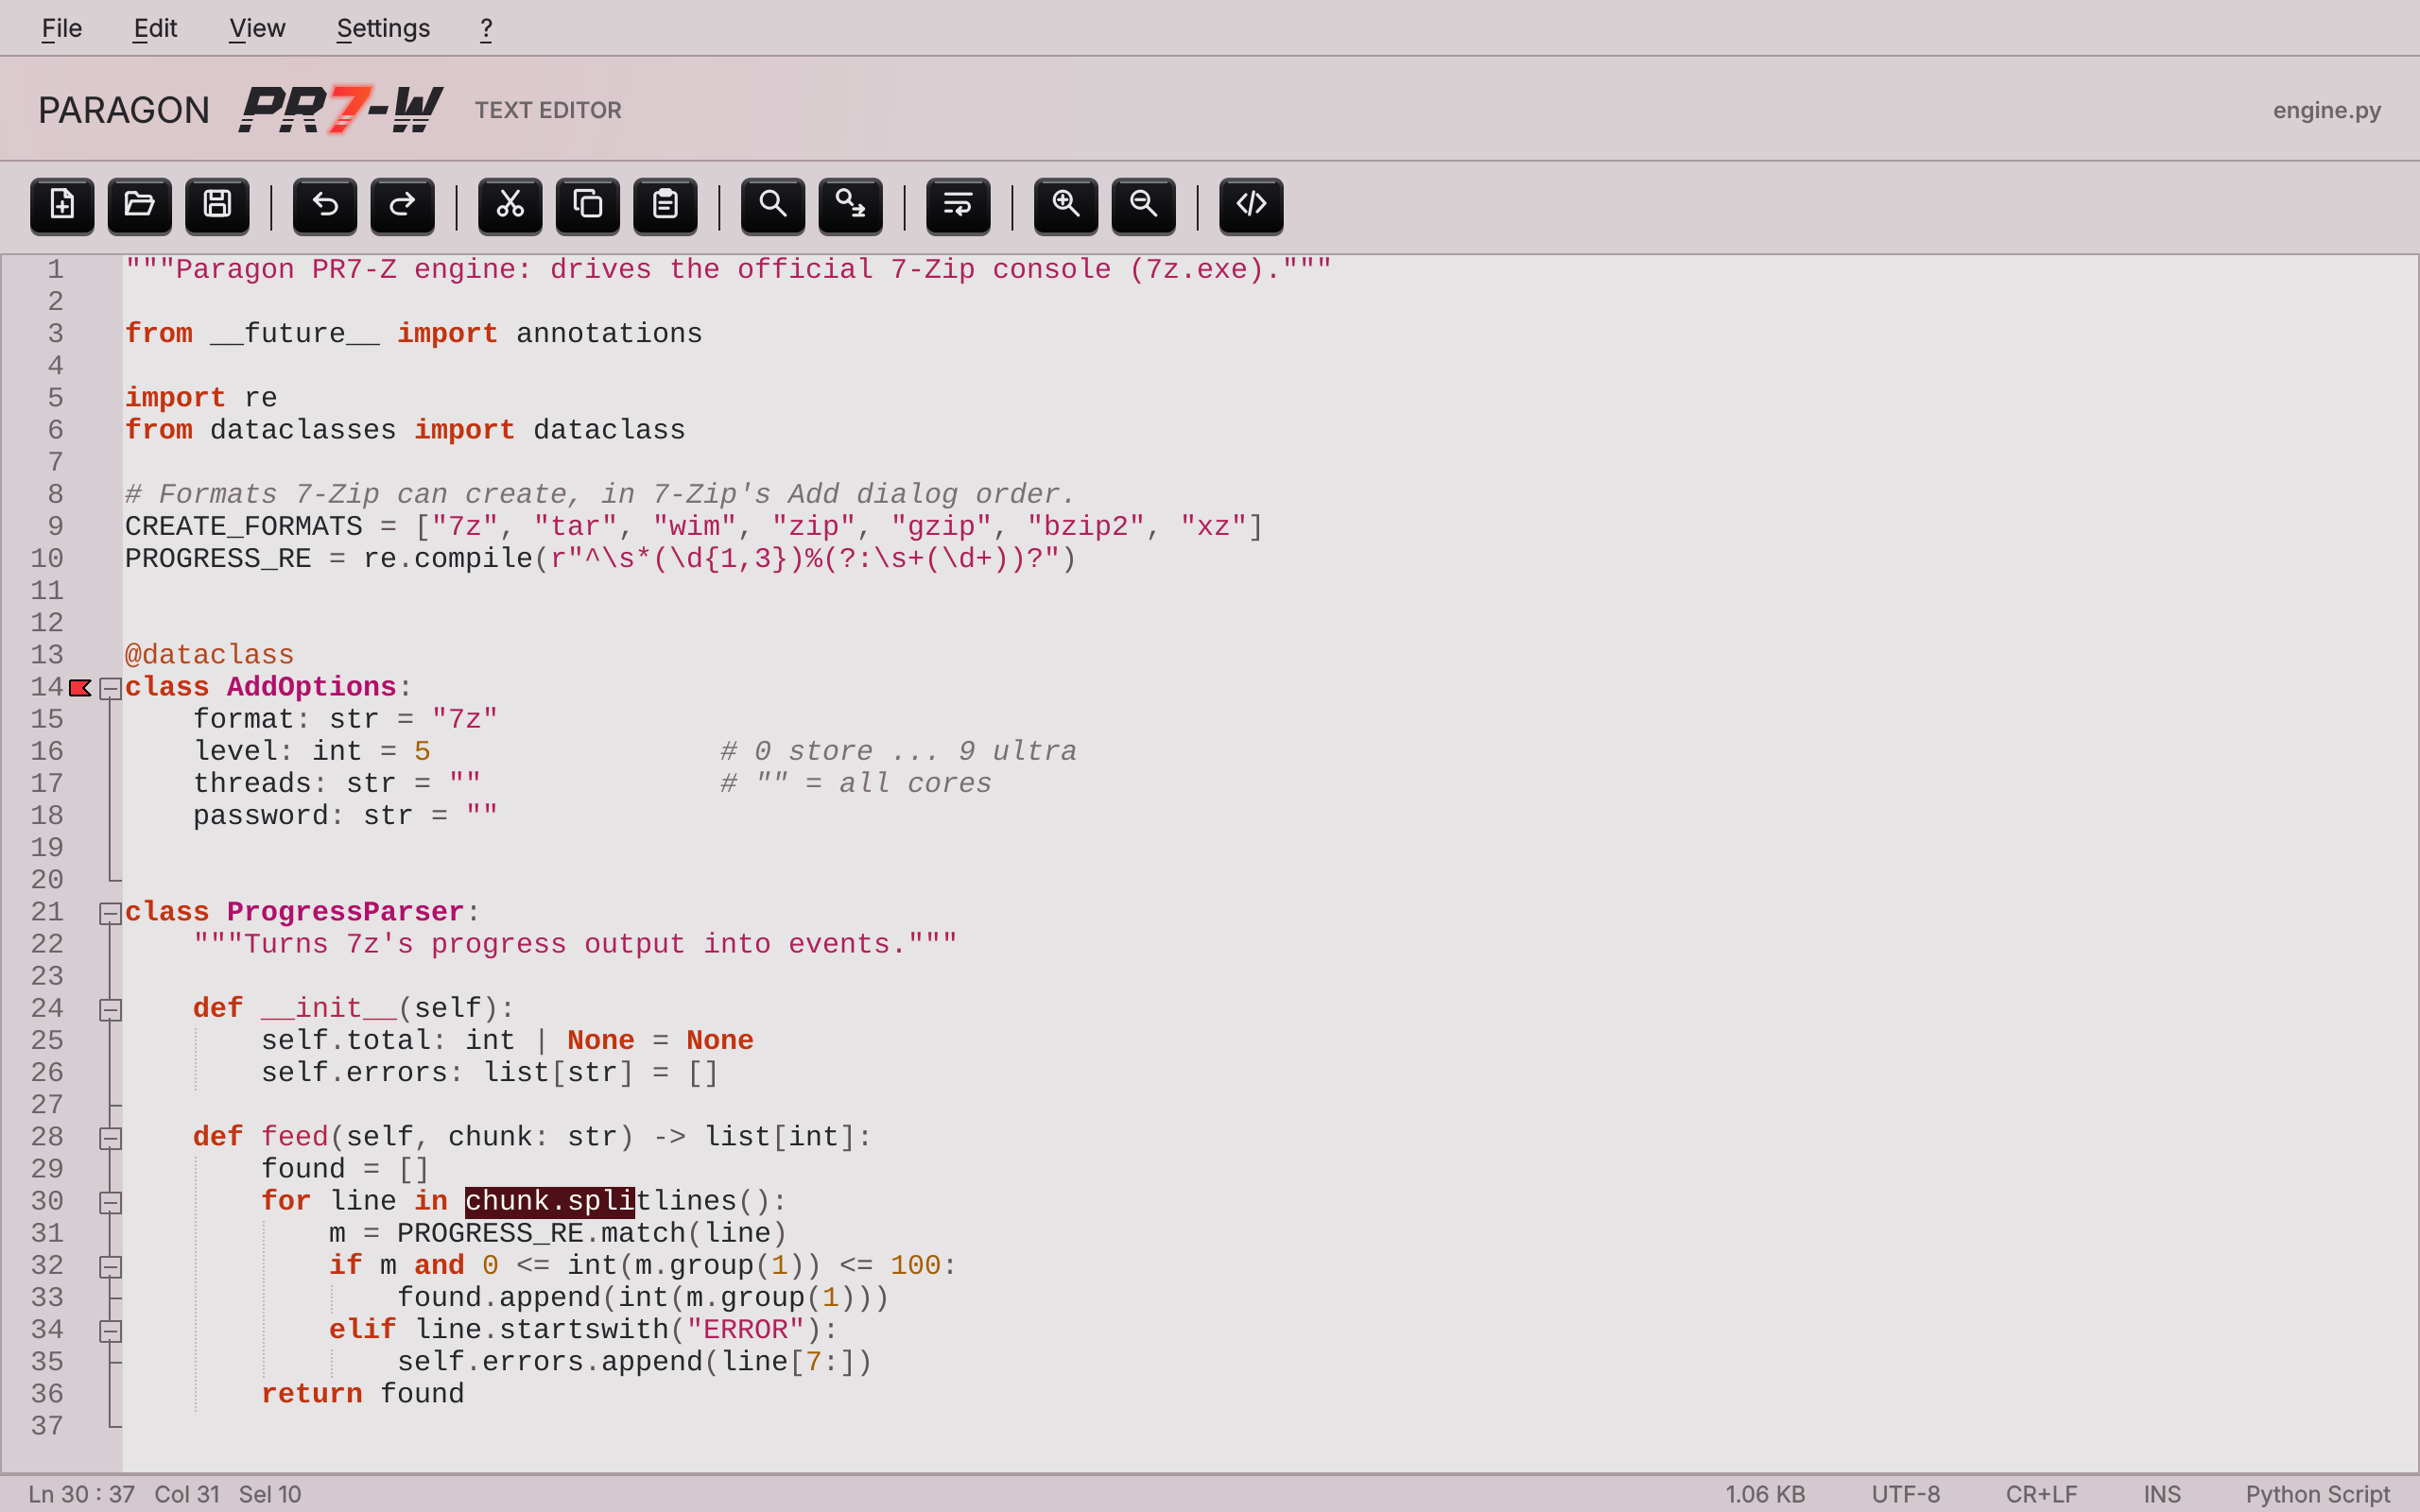 File Edit View Settings ?
PARAGON PR7-W TEXT EDITOR engine.py
1 """Paragon PR7-Z engine: drives the official 7-Zip console (7z.exe)."""
2
3 from __future__ import annotations
4
5 import re
6 from dataclasses import dataclass
7
8 # Formats 7-Zip can create, in 7-Zip's Add dialog order.
9 CREATE_FORMATS = ["7z", "tar", "wim", "zip", "gzip", "bzip2", "xz"]
10 PROGRESS_RE = re.compile(r"^\s*(\d{1,3})%(?:\s+(\d+))?")
11
12
13 @dataclass
14 class AddOptions:
15     format: str = "7z"
16     level: int = 5                 # 0 store ... 9 ultra
17     threads: str = ""              # "" = all cores
18     password: str = ""
19
20
21 class ProgressParser:
22     """Turns 7z's progress output into events."""
23
24     def __init__(self):
25         self.total: int | None = None
26         self.errors: list[str] = []
27
28     def feed(self, chunk: str) -> list[int]:
29         found = []
30         for line in chunk.splitlines():
31             m = PROGRESS_RE.match(line)
32             if m and 0 <= int(m.group(1)) <= 100:
33                 found.append(int(m.group(1)))
34             elif line.startswith("ERROR"):
35                 self.errors.append(line[7:])
36         return found
37
Ln 30 : 37 Col 31 Sel 10 1.06 KB UTF-8 CR+LF INS Python Script